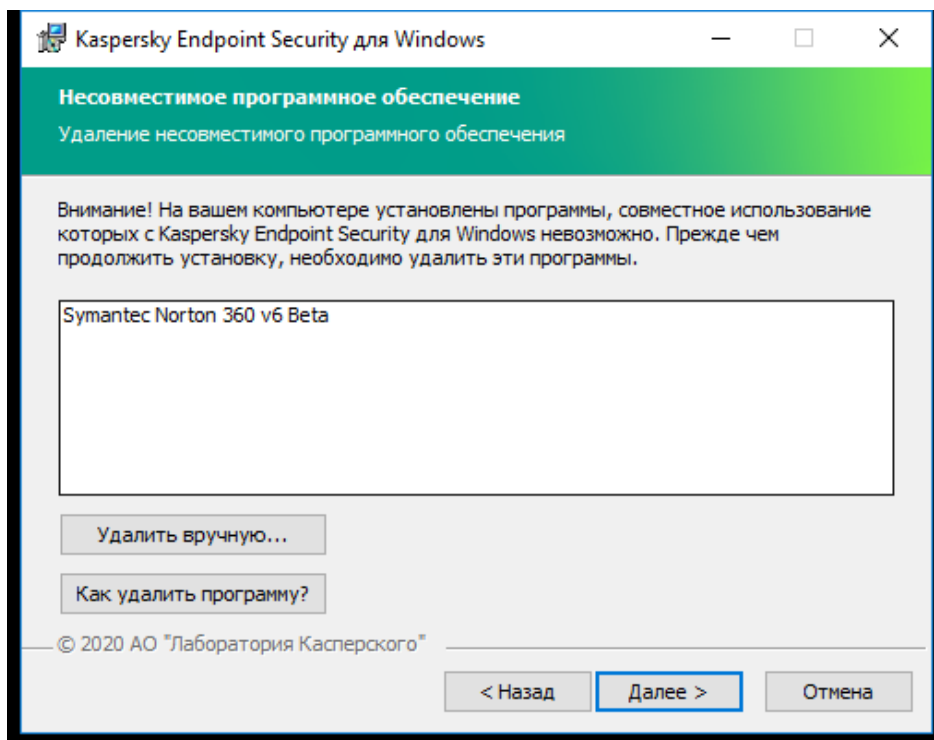 Kaspersky Endpoint Security для Windows
Несовместимое программное обеспечение
Удаление несовместимого программного обеспечения
Внимание! На вашем компьютере установлены программы, совместное использование
которых с Kaspersky Endpoint Security для Windows невозможно. Прежде чем
продолжить установку, необходимо удалить эти программы.
Symantec Norton 360 v6 Beta
Удалить вручную...
Как удалить программу?
© 2020 АО "Лаборатория Касперского"
< Назад
Далее >
Отмена